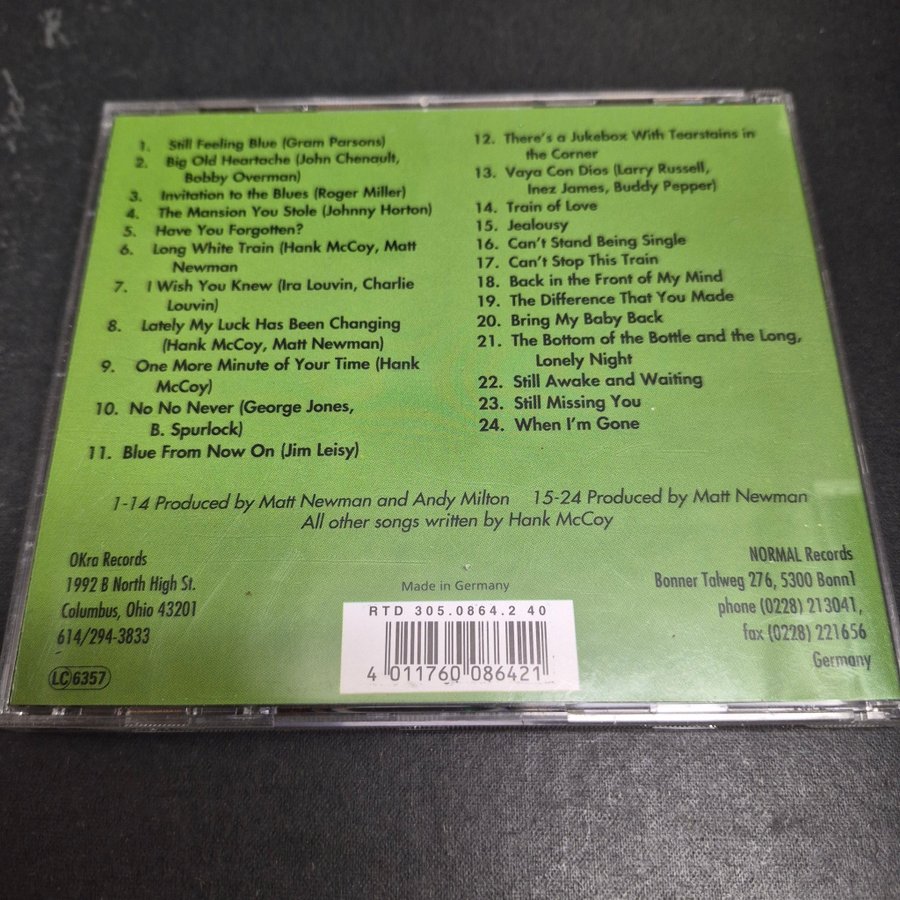 1. Still Feeling Blue (Gram Parsons)
2. Big Old Heartache (John Chenault,
Bobby Overman)
3. Invitation to the Blues (Roger Miller)
4. The Mansion You Stole (Johnny Horton)
5. Have You Forgotten?
6. Long White Train (Hank McCoy, Matt
Newman
7. I Wish You Knew (Ira Louvin, Charlie
Louvin)
8. Lately My Luck Has Been Changing
(Hank McCoy, Matt Newman)
9. One More Minute of Your Time (Hank
McCoy)
10. No No Never (George Jones,
B. Spurlock)
11. Blue From Now On (Jim Leisy)
12. There's a Jukebox With Tearstains in
the Corner
13. Vaya Con Dios (Larry Russell,
Inez James, Buddy Pepper)
14. Train of Love
15. Jealousy
16. Can't Stand Being Single
17. Can't Stop This Train
18. Back in the Front of My Mind
19. The Difference That You Made
20. Bring My Baby Back
21. The Bottom of the Bottle and the Long,
Lonely Night
22. Still Awake and Waiting
23. Still Missing You
24. When I'm Gone
1-14 Produced by Matt Newman and Andy Milton 15-24 Produced by Matt Newman
All other songs written by Hank McCoy
OKra Records
1992 B North High St.
Columbus, Ohio 43201
614/294-3833
LC 6357
Made in Germany
RTD 305.0864.2 40
4 011760 086421
NORMAL Records
Bonner Talweg 276, 5300 Bonn1
phone (0228) 213041,
fax (0228) 221656
Germany